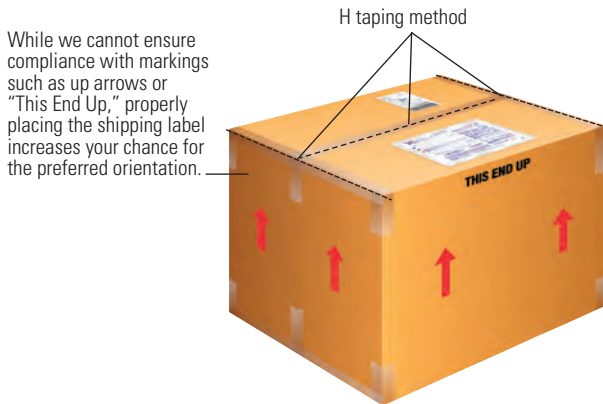 H taping method
While we cannot ensure
compliance with markings
such as up arrows or
“This End Up,” properly
placing the shipping label
increases your chance for
the preferred orientation.
THIS END UP